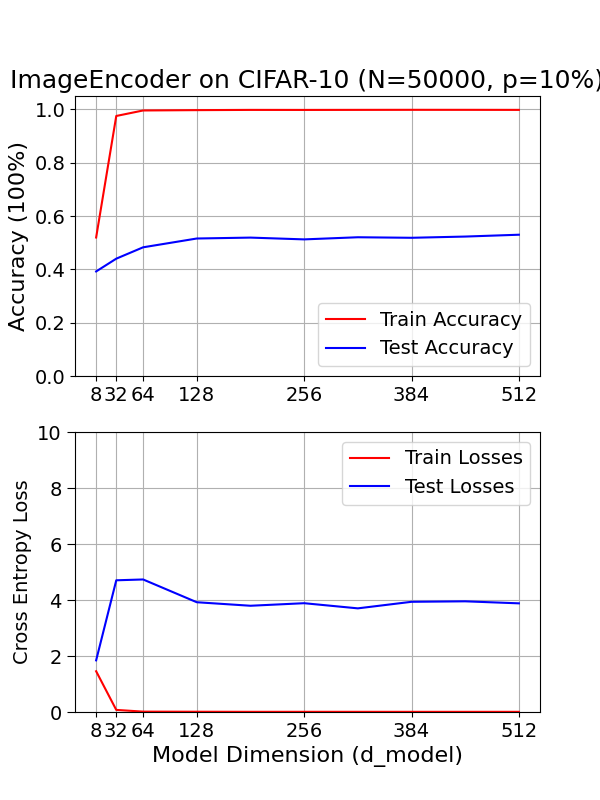 ImageEncoder on CIFAR-10 (N=50000, p=10%)
Accuracy (100%)
1.0
0.8
0.6
0.4
0.2
0.0
Train Accuracy
Test Accuracy
8 32 64 128 256 384 512
Cross Entropy Loss
10
8
6
4
2
0
Train Losses
Test Losses
8 32 64 128 256 384 512
Model Dimension (d_model)